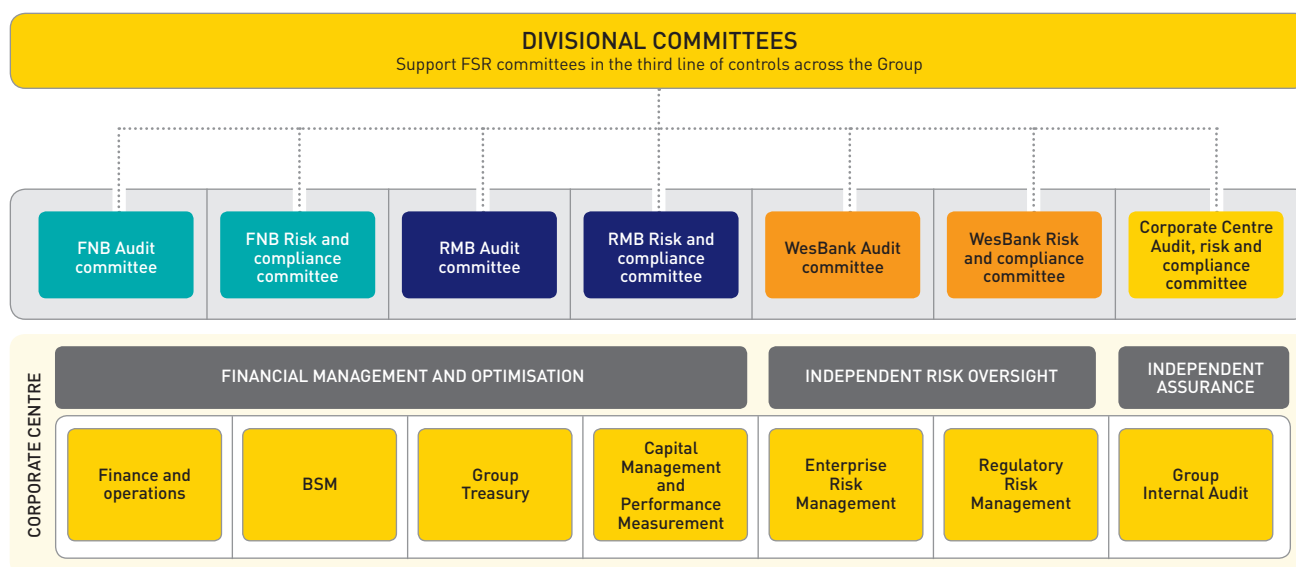 DIVISIONAL COMMITTEES
Support FSR committees in the third line of controls across the Group
FNB Audit
committee
FNB Risk and
compliance
committee
RMB Audit
committee
RMB Risk and
compliance
committee
WesBank Audit
committee
WesBank Risk
and compliance
committee
Corporate Centre
Audit, risk and
compliance
committee
CORPORATE CENTRE
FINANCIAL MANAGEMENT AND OPTIMISATION
INDEPENDENT RISK OVERSIGHT
INDEPENDENT
ASSURANCE
Finance and
operations
BSM
Group
Treasury
Capital
Management
and
Performance
Measurement
Enterprise
Risk
Management
Regulatory
Risk
Management
Group
Internal Audit